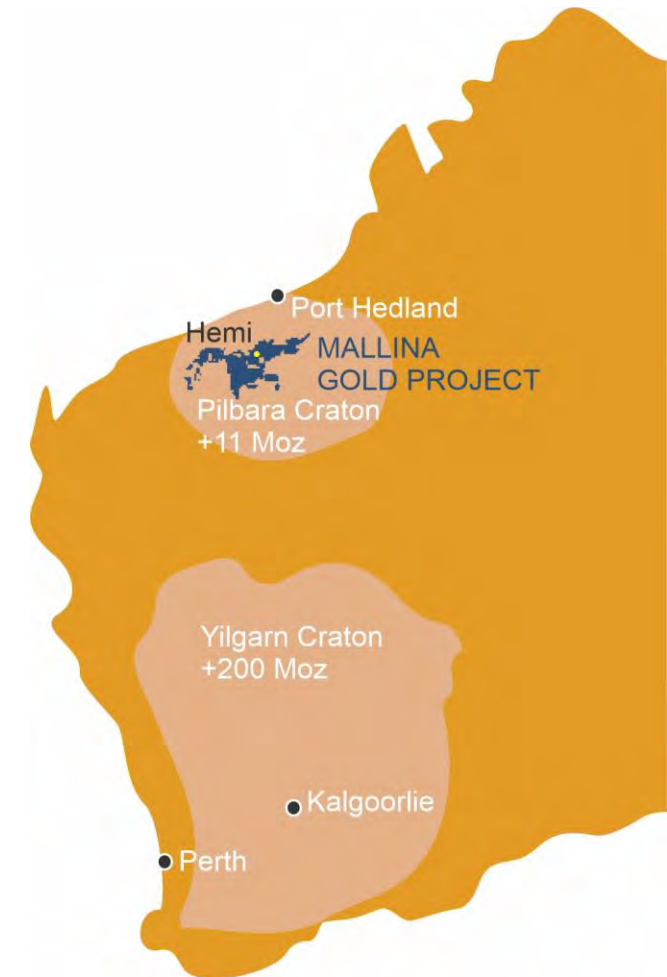 Port Hedland
Hemi
MALLINA
GOLD PROJECT
Pilbara Craton
+11 Moz
Yilgarn Craton
+200 Moz
Kalgoorlie
Perth